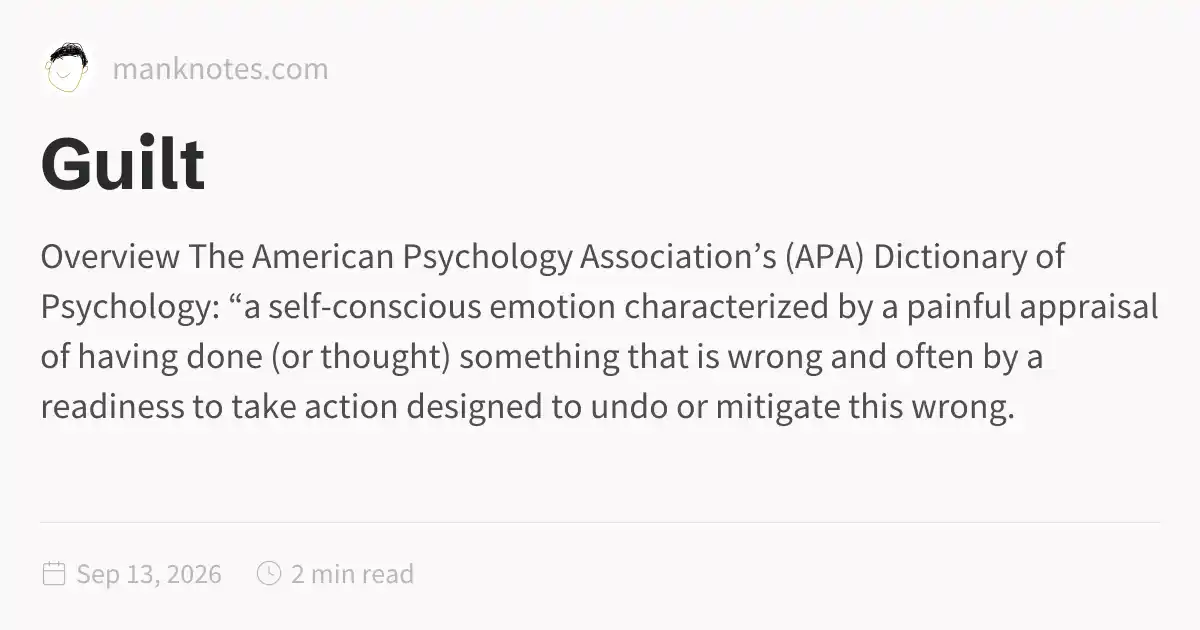 manknotes.com
Guilt
Overview The American Psychology Association’s (APA) Dictionary of
Psychology: “a self-conscious emotion characterized by a painful appraisal
of having done (or thought) something that is wrong and often by a
readiness to take action designed to undo or mitigate this wrong.
Sep 13, 2026 2 min read